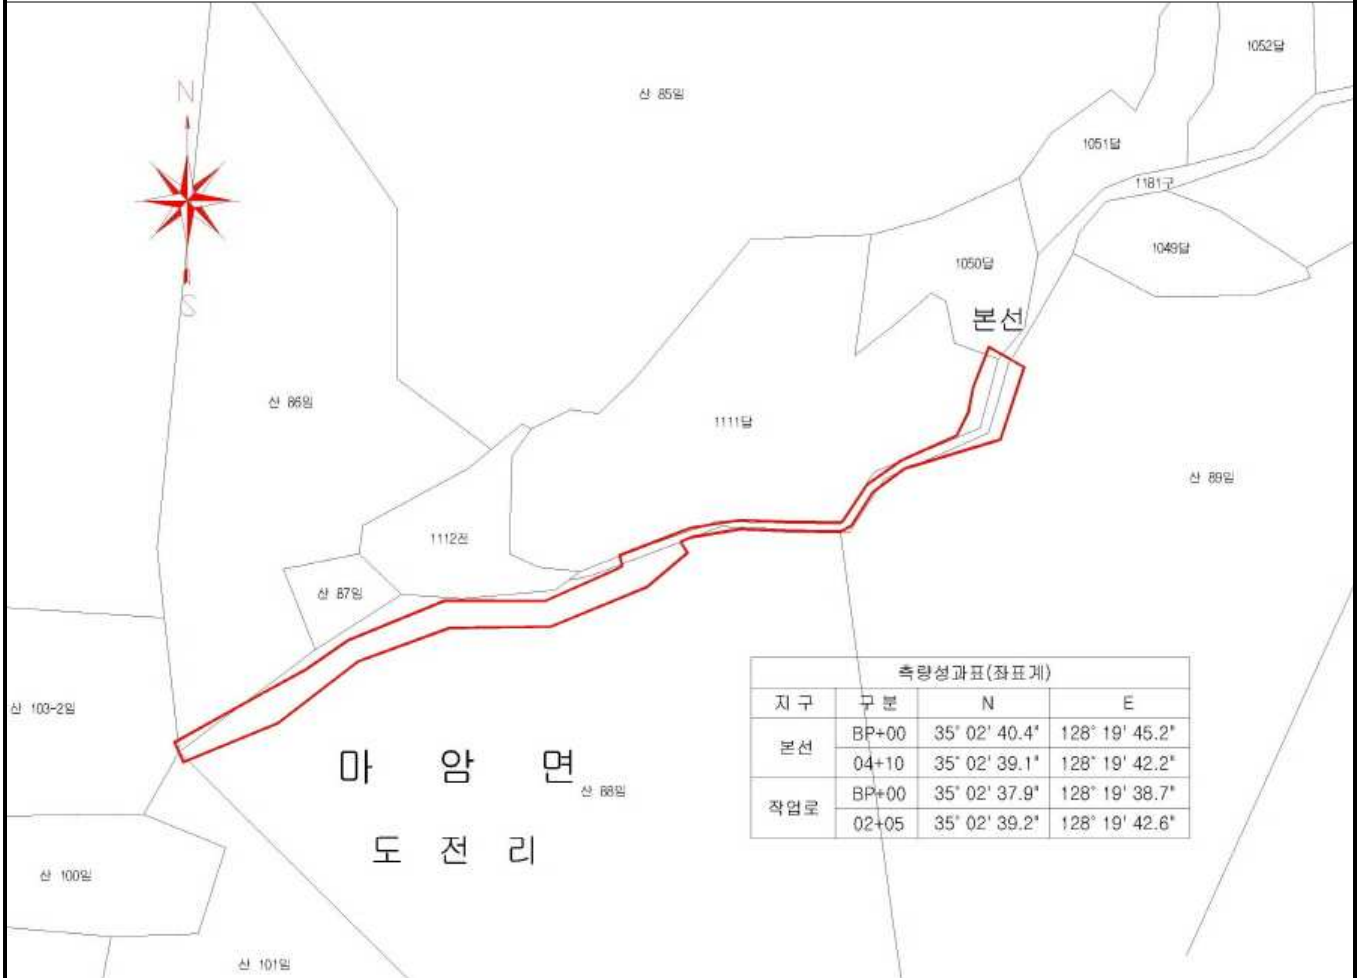 1052답
N
산 85임
1051답
1181구
1049답
1050답
S
본선
산 86임
1111답
산 89임
1112전
산 87임
측량성과표(좌표계)
지구 구분 N E
본선 BP+00 35° 02' 40.4" 128° 19' 45.2"
04+10 35° 02' 39.1" 128° 19' 42.2"
작업로 BP+00 35° 02' 37.9" 128° 19' 38.7"
02+05 35° 02' 39.2" 128° 19' 42.6"
산 103-2임
마 암 면
산 88임
도 전 리
산 100임
산 101임